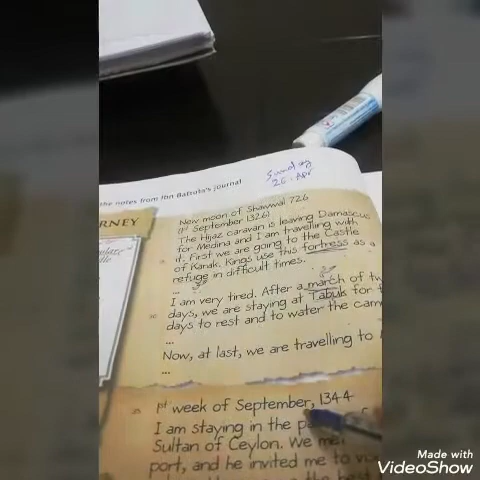 the notes from Ibn Battuta's journal
Sunday
26. Apr
RNEY
New moon of Shawwal 726
(1st September 1326)
The Hijaz caravan is leaving Damascus
for Medina and I am travelling with
it. First we are going to the Castle
of Karak. Kings use this fortress as a
refuge in difficult times.
...
I am very tired. After a march of
days, we are staying at Tabuk for
days to rest and to water the
...
Now, at last, we are travelling to
...
25
1st week of September, 1344
I am staying in the
Sultan of Ceylon. We
port, and he invited me to
the best
Made with
VideoShow